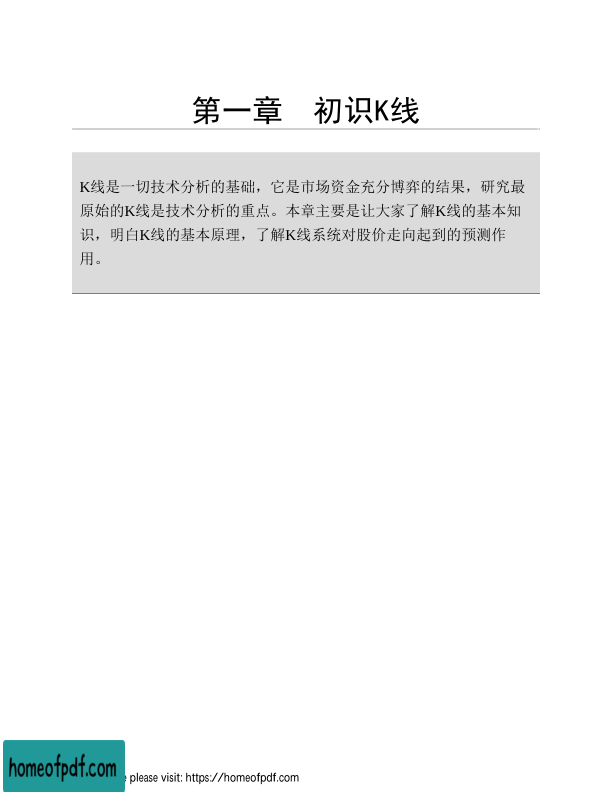 第一章　初识K线
K线是一切技术分析的基础，它是市场资金充分博弈的结果，研究最
原始的K线是技术分析的重点。本章主要是让大家了解K线的基本知
识，明白K线的基本原理，了解K线系统对股价走向起到的预测作
用。
homeofpdf.com
please visit: https://homeofpdf.com